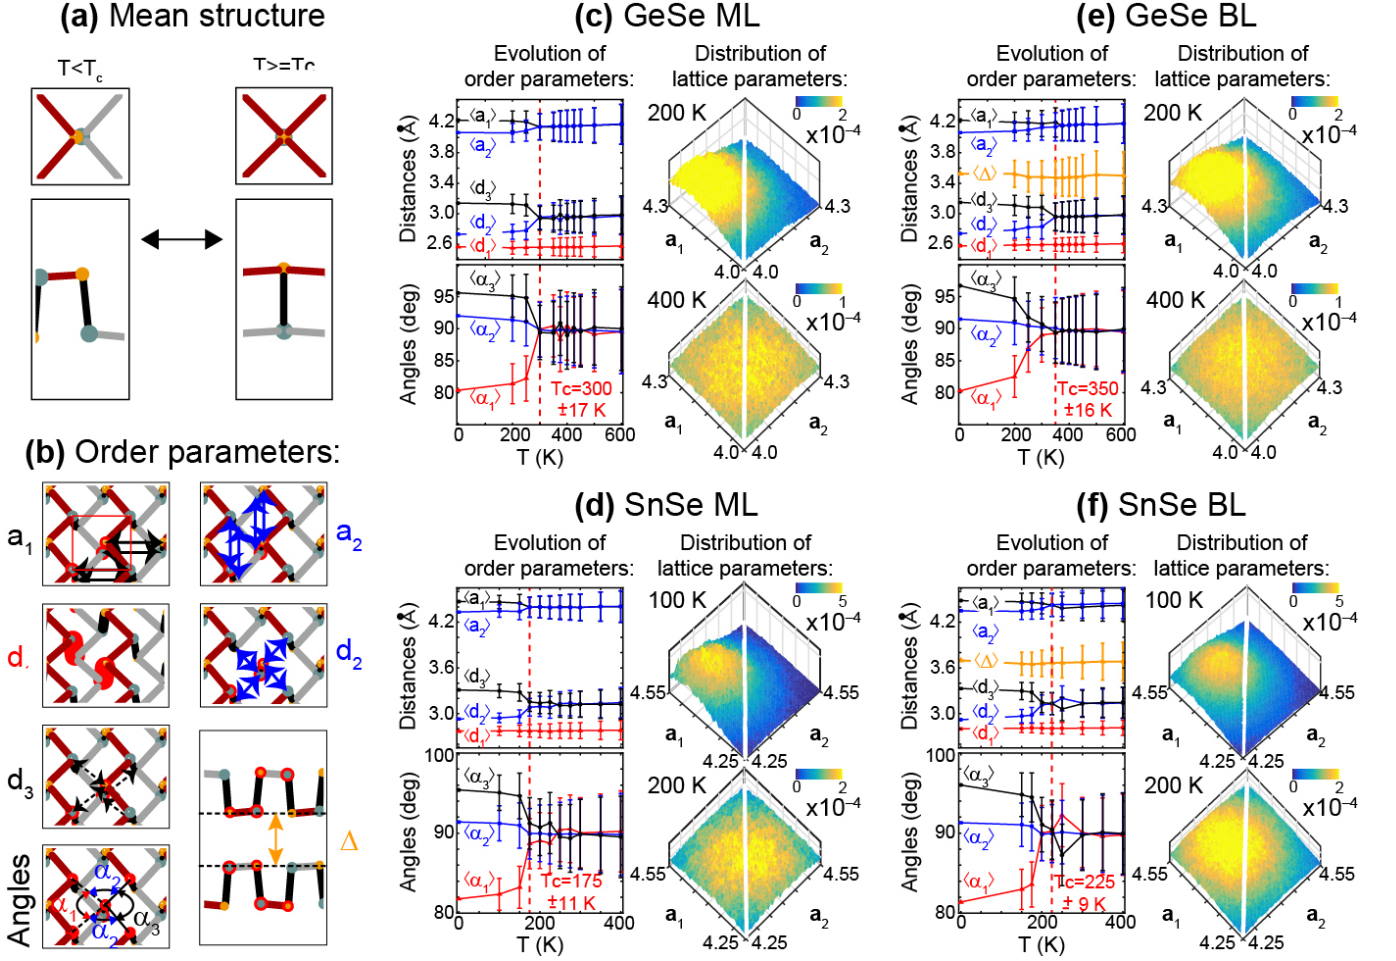 (a) Mean structure
T<Tc
T>=Tc
(b) Order parameters:
a1
a2
d2
d3
Δ
Angles
α2
α1
α3
α2
(c) GeSe ML
Evolution of
order parameters:
Distribution of
lattice parameters:
Distances (Å)
4.2
3.8
3.4
3.0
2.6
⟨a1⟩
⟨a2⟩
⟨d3⟩
⟨d2⟩
⟨d1⟩
Angles (deg)
95
90
85
80
⟨α3⟩
⟨α2⟩
⟨α1⟩
Tc=300
±17 K
0 200 400 600
T (K)
200 K
0 2
x10⁻⁴
4.3 4.3
a1 a2
4.0 4.0
400 K
0 1
x10⁻⁴
4.3 4.3
a1 a2
4.0 4.0
(e) GeSe BL
Evolution of
order parameters:
Distribution of
lattice parameters:
Distances (Å)
4.2
3.8
3.4
3.0
2.6
⟨a1⟩
⟨a2⟩
⟨Δ⟩
⟨d3⟩
⟨d2⟩
⟨d1⟩
Angles (deg)
95
90
85
80
⟨α3⟩
⟨α2⟩
⟨α1⟩
Tc=350
±16 K
0 200 400 600
T (K)
200 K
0 2
x10⁻⁴
4.3 4.3
a1 a2
4.0 4.0
400 K
0 1
x10⁻⁴
4.3 4.3
a1 a2
4.0 4.0
(d) SnSe ML
Evolution of
order parameters:
Distribution of
lattice parameters:
Distances (Å)
4.2
3.6
3.0
⟨a1⟩
⟨a2⟩
⟨d3⟩
⟨d2⟩
⟨d1⟩
Angles (deg)
100
90
80
⟨α3⟩
⟨α2⟩
⟨α1⟩
Tc=175
±11 K
0 200 400
T (K)
100 K
0 5
x10⁻⁴
4.55 4.55
a1 a2
4.25 4.25
200 K
0 2
x10⁻⁴
4.55 4.55
a1 a2
4.25 4.25
(f) SnSe BL
Evolution of
order parameters:
Distribution of
lattice parameters:
Distances (Å)
4.2
3.6
3.0
⟨a1⟩
⟨a2⟩
⟨Δ⟩
⟨d3⟩
⟨d2⟩
⟨d1⟩
Angles (deg)
100
90
80
⟨α3⟩
⟨α2⟩
⟨α1⟩
Tc=225
± 9 K
0 200 400
T (K)
100 K
0 5
x10⁻⁴
4.55 4.55
a1 a2
4.25 4.25
200 K
0 2
x10⁻⁴
4.55 4.55
a1 a2
4.25 4.25